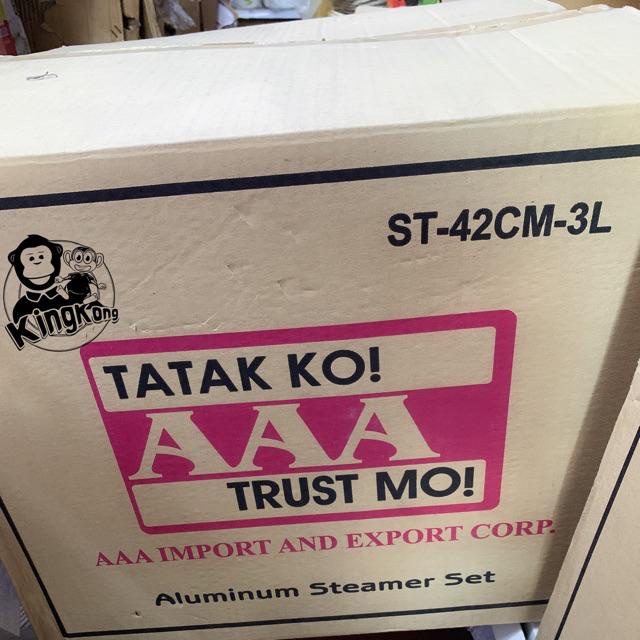 ST-42CM-3L
KingKong
TATAK KO!
AAA
TRUST MO!
AAA IMPORT AND EXPORT CORP.
Aluminum Steamer Set